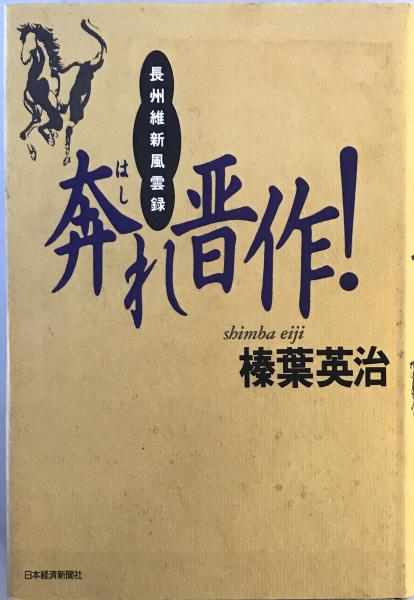 長州維新風雲録
奔れ晋作!
はし
shimba eiji
榛葉英治
日本経済新聞社